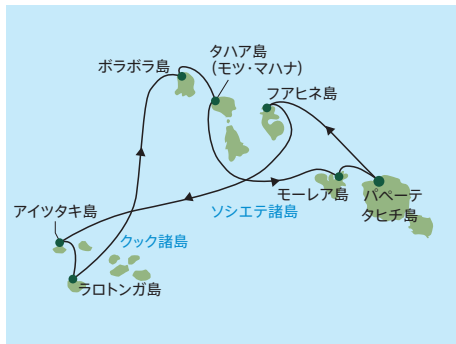 タハア島
(モツ・マハナ)
ボラボラ島
フアヒネ島
モーレア島
パペーテ
タヒチ島
ソシエテ諸島
アイツタキ島
クック諸島
ラロトンガ島